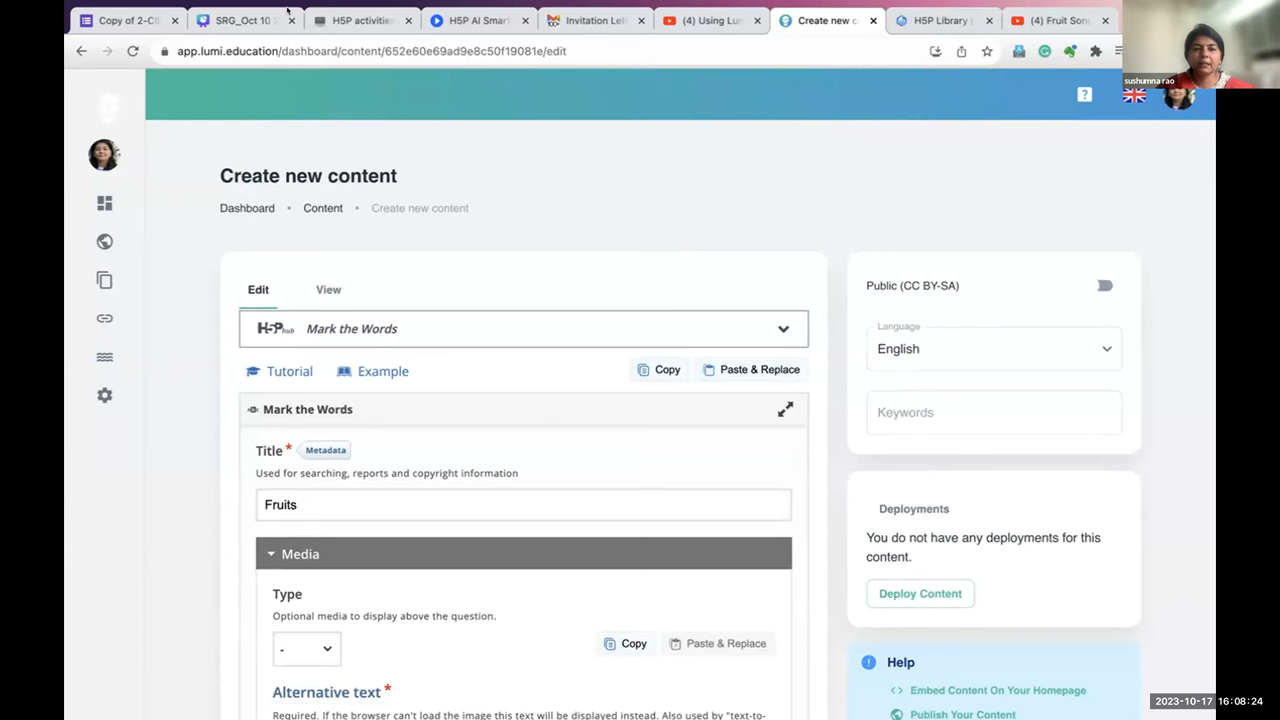 Copy of 2-CII
SRG_Oct 10
H5P activities
H5P AI Smar
Invitation Let
(4) Using Lu
Create new c
H5P Library (
(4) Fruit Song
app.lumi.education/dashboard/content/652e60e69ad9e8c50f19081e/edit
sushumna rao
?
Create new content
Dashboard • Content • Create new content
Edit View
H5P hub Mark the Words
Tutorial Example Copy Paste & Replace
Mark the Words
Title * Metadata
Used for searching, reports and copyright information
Fruits
Media
Type
Optional media to display above the question.
- Copy Paste & Replace
Alternative text *
Required. If the browser can't load the image this text will be displayed instead. Also used by "text-to-
Public (CC BY-SA)
Language
English
Keywords
Deployments
You do not have any deployments for this
content.
Deploy Content
Help
Embed Content On Your Homepage
Publish Your Content
2023-10-17 16:08:24